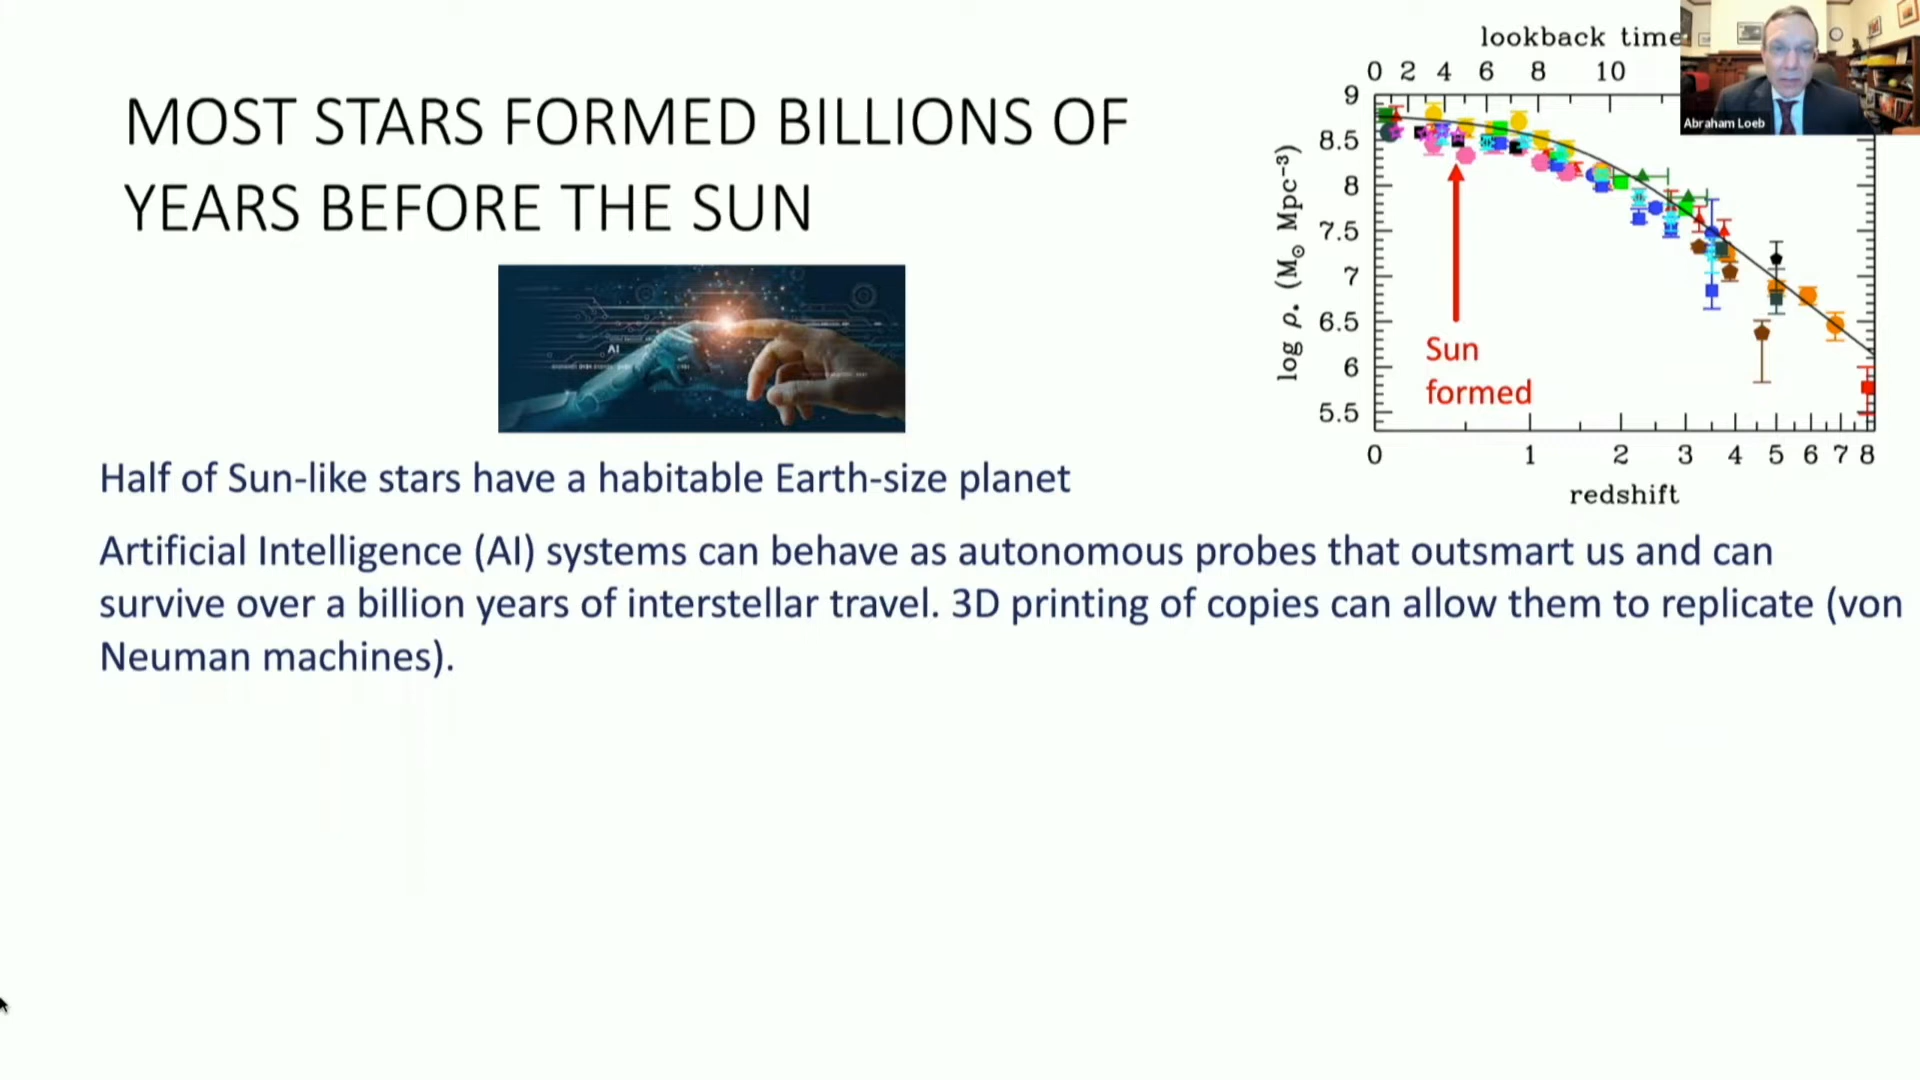 MOST STARS FORMED BILLIONS OF
YEARS BEFORE THE SUN
AI
Half of Sun-like stars have a habitable Earth-size planet
Artificial Intelligence (AI) systems can behave as autonomous probes that outsmart us and can
survive over a billion years of interstellar travel. 3D printing of copies can allow them to replicate (von
Neuman machines).
lookback time
0 2 4 6 8 10
9
8.5
8
7.5
7
6.5
6
5.5
log ρ* (M⊙ Mpc⁻³)
Sun
formed
0 1 2 3 4 5 6 7 8
redshift
Abraham Loeb